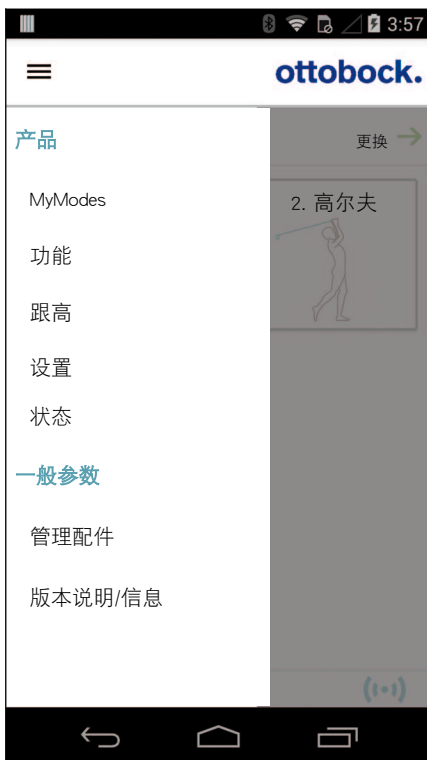 3:57
ottobock.
产品
更换
MyModes
2. 高尔夫
功能
跟高
设置
状态
一般参数
管理配件
版本说明/信息